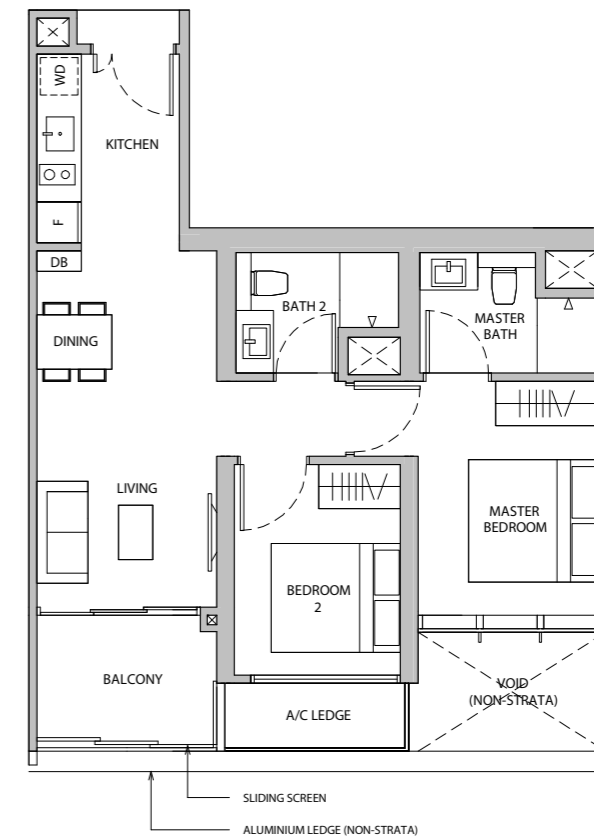 WD
KITCHEN
F
DB
BATH 2
MASTER
BATH
DINING
LIVING
MASTER
BEDROOM
BEDROOM
2
BALCONY
VOID
(NON-STRATA)
A/C LEDGE
SLIDING SCREEN
ALUMINIUM LEDGE (NON-STRATA)